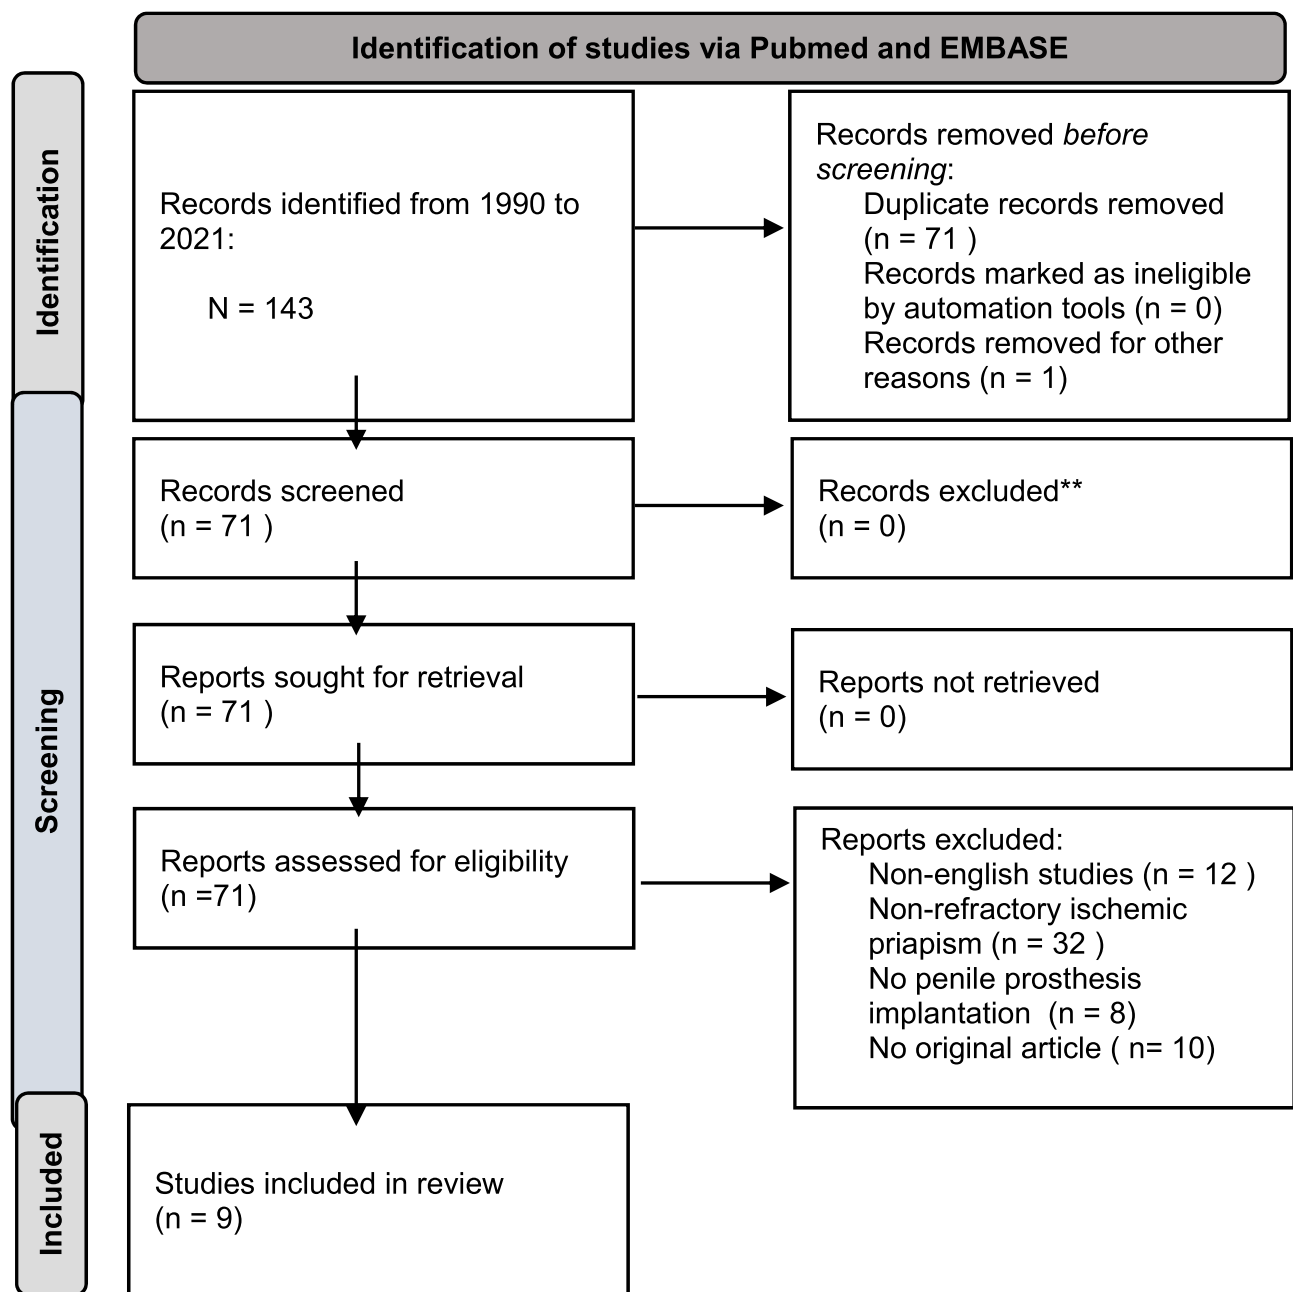 Identification of studies via Pubmed and EMBASE
Identification
Records identified from 1990 to
2021:
N = 143
Records removed before
screening:
Duplicate records removed
(n = 71 )
Records marked as ineligible
by automation tools (n = 0)
Records removed for other
reasons (n = 1)
Screening
Records screened
(n = 71 )
Records excluded**
(n = 0)
Reports sought for retrieval
(n = 71 )
Reports not retrieved
(n = 0)
Reports assessed for eligibility
(n =71)
Reports excluded:
Non-english studies (n = 12 )
Non-refractory ischemic
priapism (n = 32 )
No penile prosthesis
implantation  (n = 8)
No original article ( n= 10)
Included
Studies included in review
(n = 9)